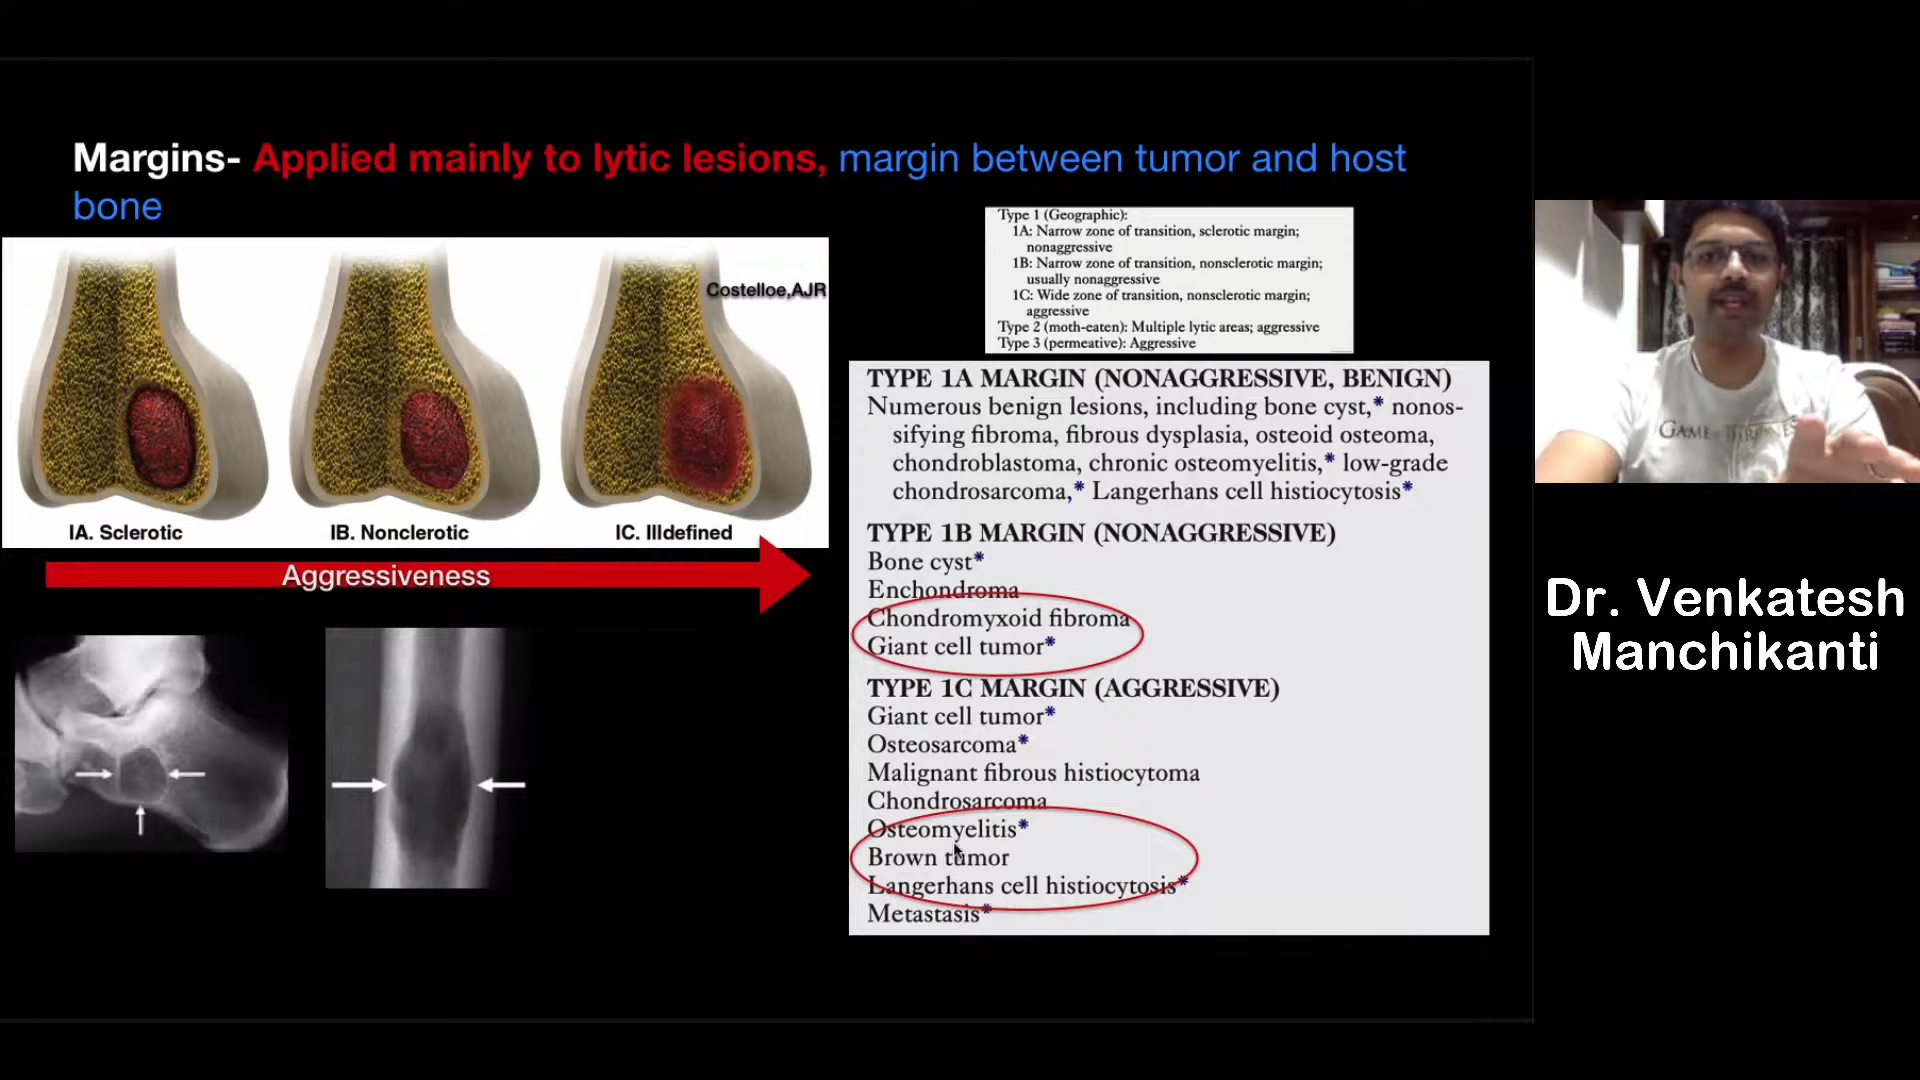 Margins- Applied mainly to lytic lesions, margin between tumor and host
bone
Costelloe,AJR
IA. Sclerotic
IB. Nonclerotic
IC. Illdefined
Aggressiveness
Type 1 (Geographic):
1A: Narrow zone of transition, sclerotic margin;
nonaggressive
1B: Narrow zone of transition, nonsclerotic margin;
usually nonaggressive
1C: Wide zone of transition, nonsclerotic margin;
aggressive
Type 2 (moth-eaten): Multiple lytic areas; aggressive
Type 3 (permeative): Aggressive
TYPE 1A MARGIN (NONAGGRESSIVE, BENIGN)
Numerous benign lesions, including bone cyst,* nonos-
sifying fibroma, fibrous dysplasia, osteoid osteoma,
chondroblastoma, chronic osteomyelitis,* low-grade
chondrosarcoma,* Langerhans cell histiocytosis*
TYPE 1B MARGIN (NONAGGRESSIVE)
Bone cyst*
Enchondroma
Chondromyxoid fibroma
Giant cell tumor*
TYPE 1C MARGIN (AGGRESSIVE)
Giant cell tumor*
Osteosarcoma*
Malignant fibrous histiocytoma
Chondrosarcoma
Osteomyelitis*
Brown tumor
Langerhans cell histiocytosis*
Metastasis*
GAME OF THRONES
Dr. Venkatesh
Manchikanti